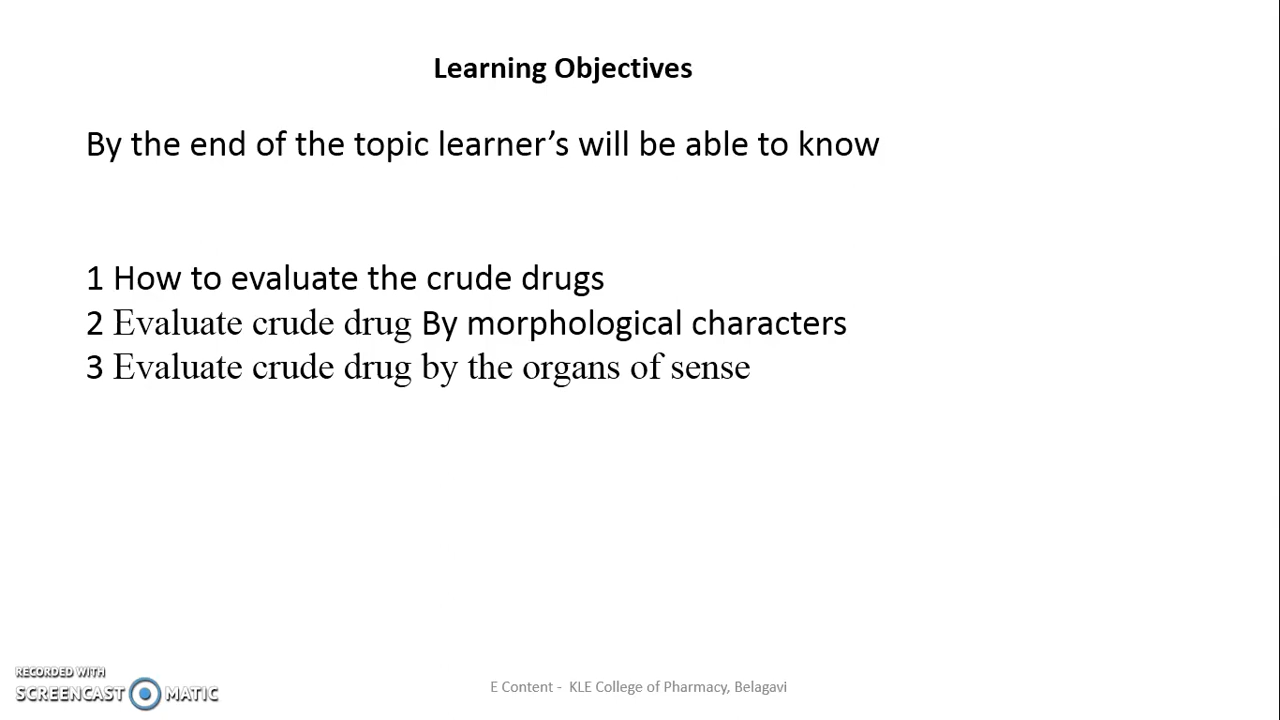 Learning Objectives
By the end of the topic learner’s will be able to know
1 How to evaluate the crude drugs
2 Evaluate crude drug By morphological characters
3 Evaluate crude drug by the organs of sense
RECORDED WITH
SCREENCAST MATIC
E Content - KLE College of Pharmacy, Belagavi